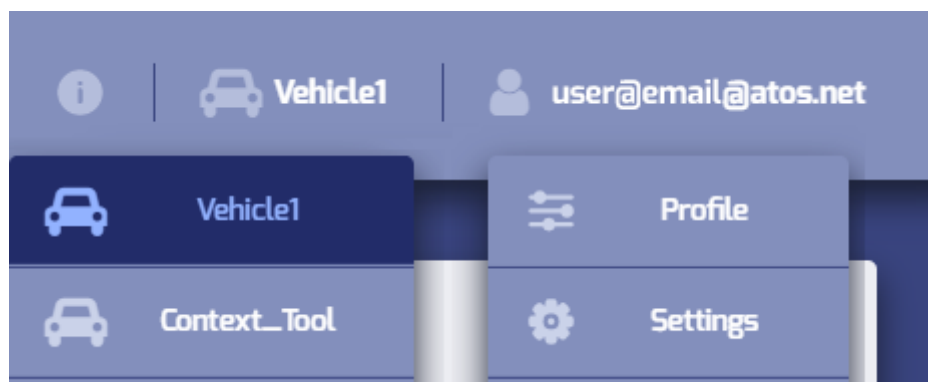 Vehicle1 user@email@atos.net
Vehicle1 Profile
Context_Tool Settings